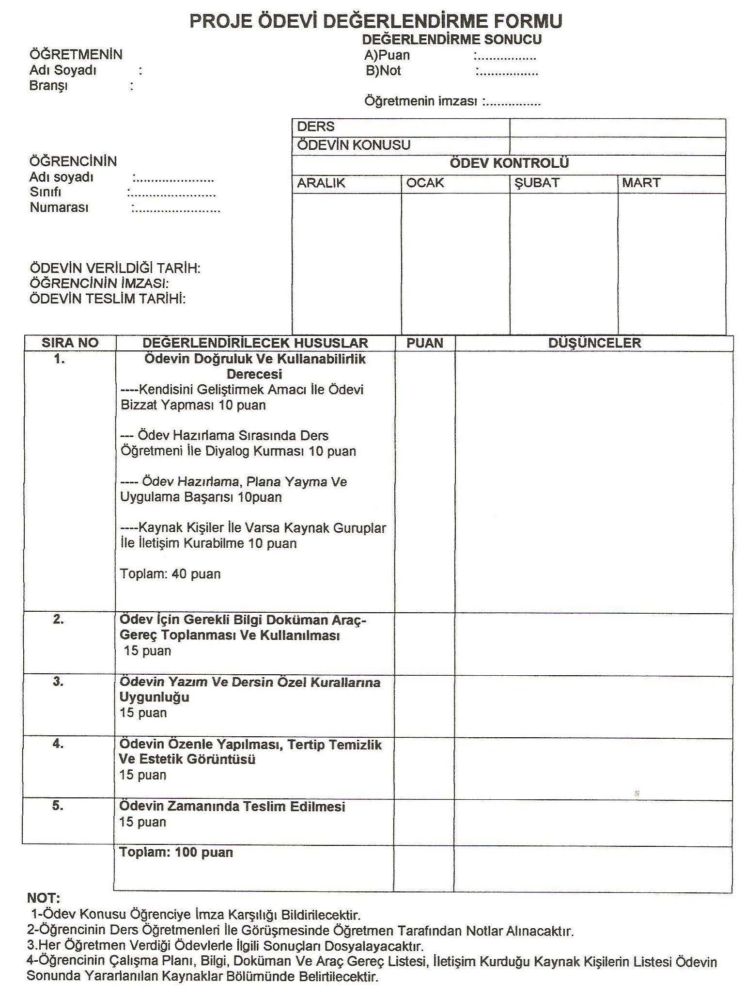 PROJE ÖDEVİ DEĞERLENDİRME FORMU
DEĞERLENDİRME SONUCU
ÖĞRETMENİN
A)Puan :................
Adı Soyadı :
B)Not :................
Branşı :
Öğretmenin imzası :...............
DERS
ÖDEVİN KONUSU
ÖDEV KONTROLÜ
ARALIK OCAK ŞUBAT MART
ÖĞRENCİNİN
Adı soyadı :.....................
Sınıfı :.......................
Numarası :.......................
ÖDEVİN VERİLDİĞİ TARİH:
ÖĞRENCİNİN İMZASI:
ÖDEVİN TESLİM TARİHİ:
SIRA NO DEĞERLENDİRİLECEK HUSUSLAR PUAN DÜŞÜNCELER
1. Ödevin Doğruluk Ve Kullanabilirlik
Derecesi
----Kendisini Geliştirmek Amacı İle Ödevi
Bizzat Yapması 10 puan
--- Ödev Hazırlama Sırasında Ders
Öğretmeni İle Diyalog Kurması 10 puan
---- Ödev Hazırlama, Plana Yayma Ve
Uygulama Başarısı 10puan
----Kaynak Kişiler İle Varsa Kaynak Guruplar
İle İletişim Kurabilme 10 puan
Toplam: 40 puan
2. Ödev İçin Gerekli Bilgi Doküman Araç-
Gereç Toplanması Ve Kullanılması
15 puan
3. Ödevin Yazım Ve Dersin Özel Kurallarına
Uygunluğu
15 puan
4. Ödevin Özenle Yapılması, Tertip Temizlik
Ve Estetik Görüntüsü
15 puan
5. Ödevin Zamanında Teslim Edilmesi
15 puan
Toplam: 100 puan
NOT:
1-Ödev Konusu Öğrenciye İmza Karşılığı Bildirilecektir.
2-Öğrencinin Ders Öğretmenleri İle Görüşmesinde Öğretmen Tarafından Notlar Alınacaktır.
3.Her Öğretmen Verdiği Ödevlerle İlgili Sonuçları Dosyalayacaktır.
4-Öğrencinin Çalışma Planı, Bilgi, Doküman Ve Araç Gereç Listesi, İletişim Kurduğu Kaynak Kişilerin Listesi Ödevin
Sonunda Yararlanılan Kaynaklar Bölümünde Belirtilecektir.